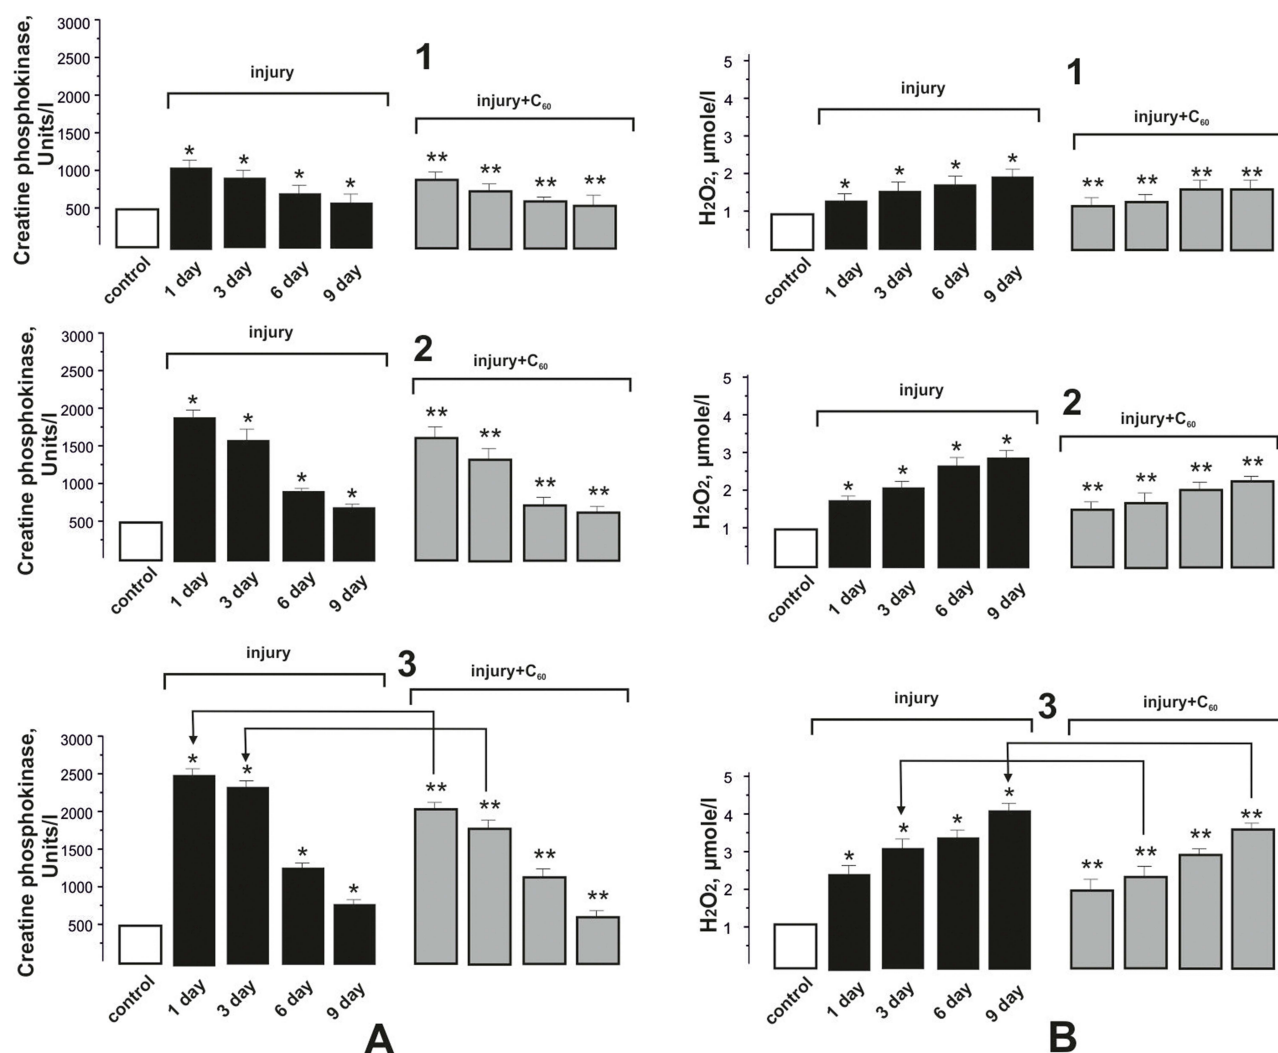 Creatine phosphokinase,
Units/l
3000
2500
2000
1500
1000
500
injury
1
injury+C60
* * * *
** ** ** **
control 1 day 3 day 6 day 9 day
H2O2, µmole/l
5
4
3
2
1
injury
1
injury+C60
* * * *
** ** ** **
control 1 day 3 day 6 day 9 day
Creatine phosphokinase,
Units/l
3000
2500
2000
1500
1000
500
injury
2
injury+C60
* * * *
** ** ** **
control 1 day 3 day 6 day 9 day
H2O2, µmole/l
5
4
3
2
1
injury
2
injury+C60
* * * *
** ** ** **
control 1 day 3 day 6 day 9 day
Creatine phosphokinase,
Units/l
3000
2500
2000
1500
1000
500
injury
3
injury+C60
* * * *
** ** ** **
control 1 day 3 day 6 day 9 day
A
H2O2, µmole/l
5
4
3
2
1
injury
3
injury+C60
* * * *
** ** ** **
control 1 day 3 day 6 day 9 day
B